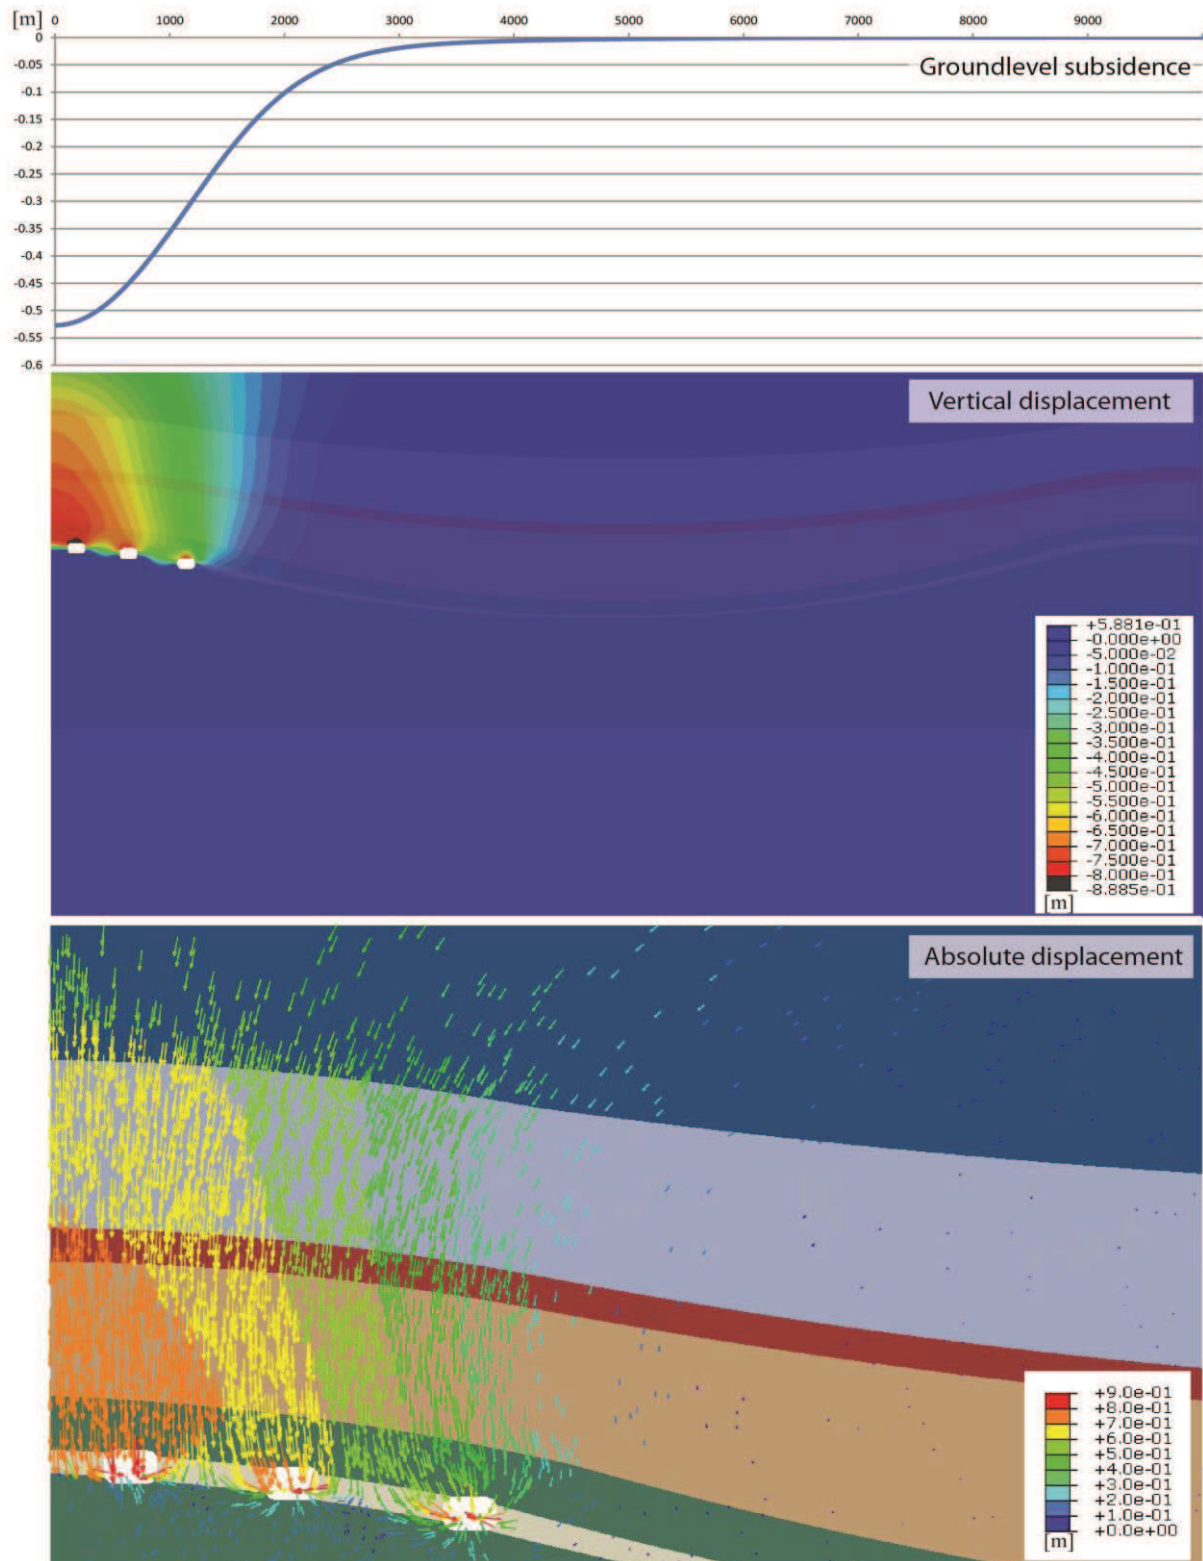 [m] 0 1000 2000 3000 4000 5000 6000 7000 8000 9000
0
Groundlevel subsidence
-0.05
-0.1
-0.15
-0.2
-0.25
-0.3
-0.35
-0.4
-0.45
-0.5
-0.55
-0.6
Vertical displacement
+5.881e-01
-0.000e+00
-5.000e-02
-1.000e-01
-1.500e-01
-2.000e-01
-2.500e-01
-3.000e-01
-3.500e-01
-4.000e-01
-4.500e-01
-5.000e-01
-5.500e-01
-6.000e-01
-6.500e-01
-7.000e-01
-7.500e-01
-8.000e-01
-8.885e-01
[m]
Absolute displacement
+9.0e-01
+8.0e-01
+7.0e-01
+6.0e-01
+5.0e-01
+4.0e-01
+3.0e-01
+2.0e-01
+1.0e-01
+0.0e+00
[m]